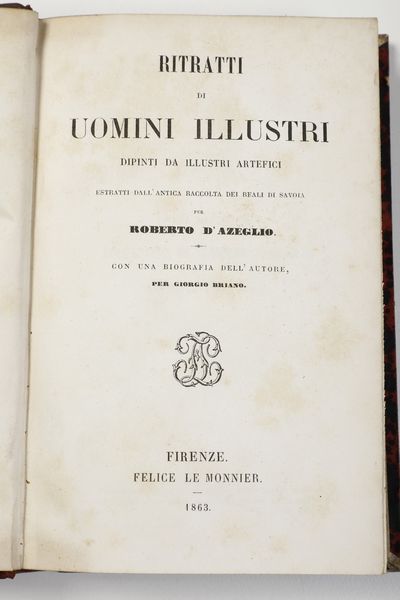 RITRATTI
DI
UOMINI ILLUSTRI
DIPINTI DA ILLUSTRI ARTEFICI
ESTRATTI DALL'ANTICA RACCOLTA DEI REALI DI SAVOIA
PER
ROBERTO D'AZEGLIO.
CON UNA BIOGRAFIA DELL'AUTORE,
PER GIORGIO BRIANO.
FIRENZE.
FELICE LE MONNIER.
1863.